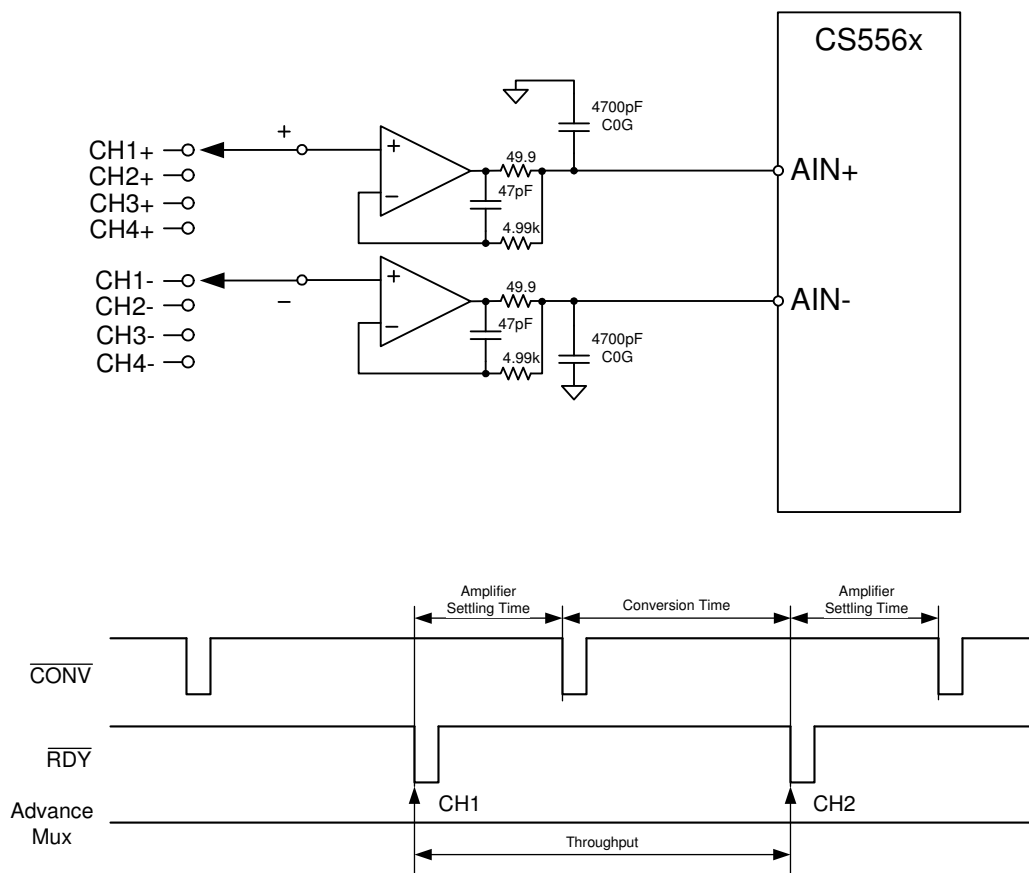 CS556x
4700pF
C0G
+
CH1+
CH2+
CH3+
CH4+
+
−
49.9
47pF
4.99k
AIN+
CH1-
CH2-
CH3-
CH4-
−
+
−
49.9
47pF
4.99k
4700pF
C0G
AIN-
Amplifier
Settling Time
Conversion Time
Amplifier
Settling Time
CONV
RDY
Advance
Mux
CH1
CH2
Throughput